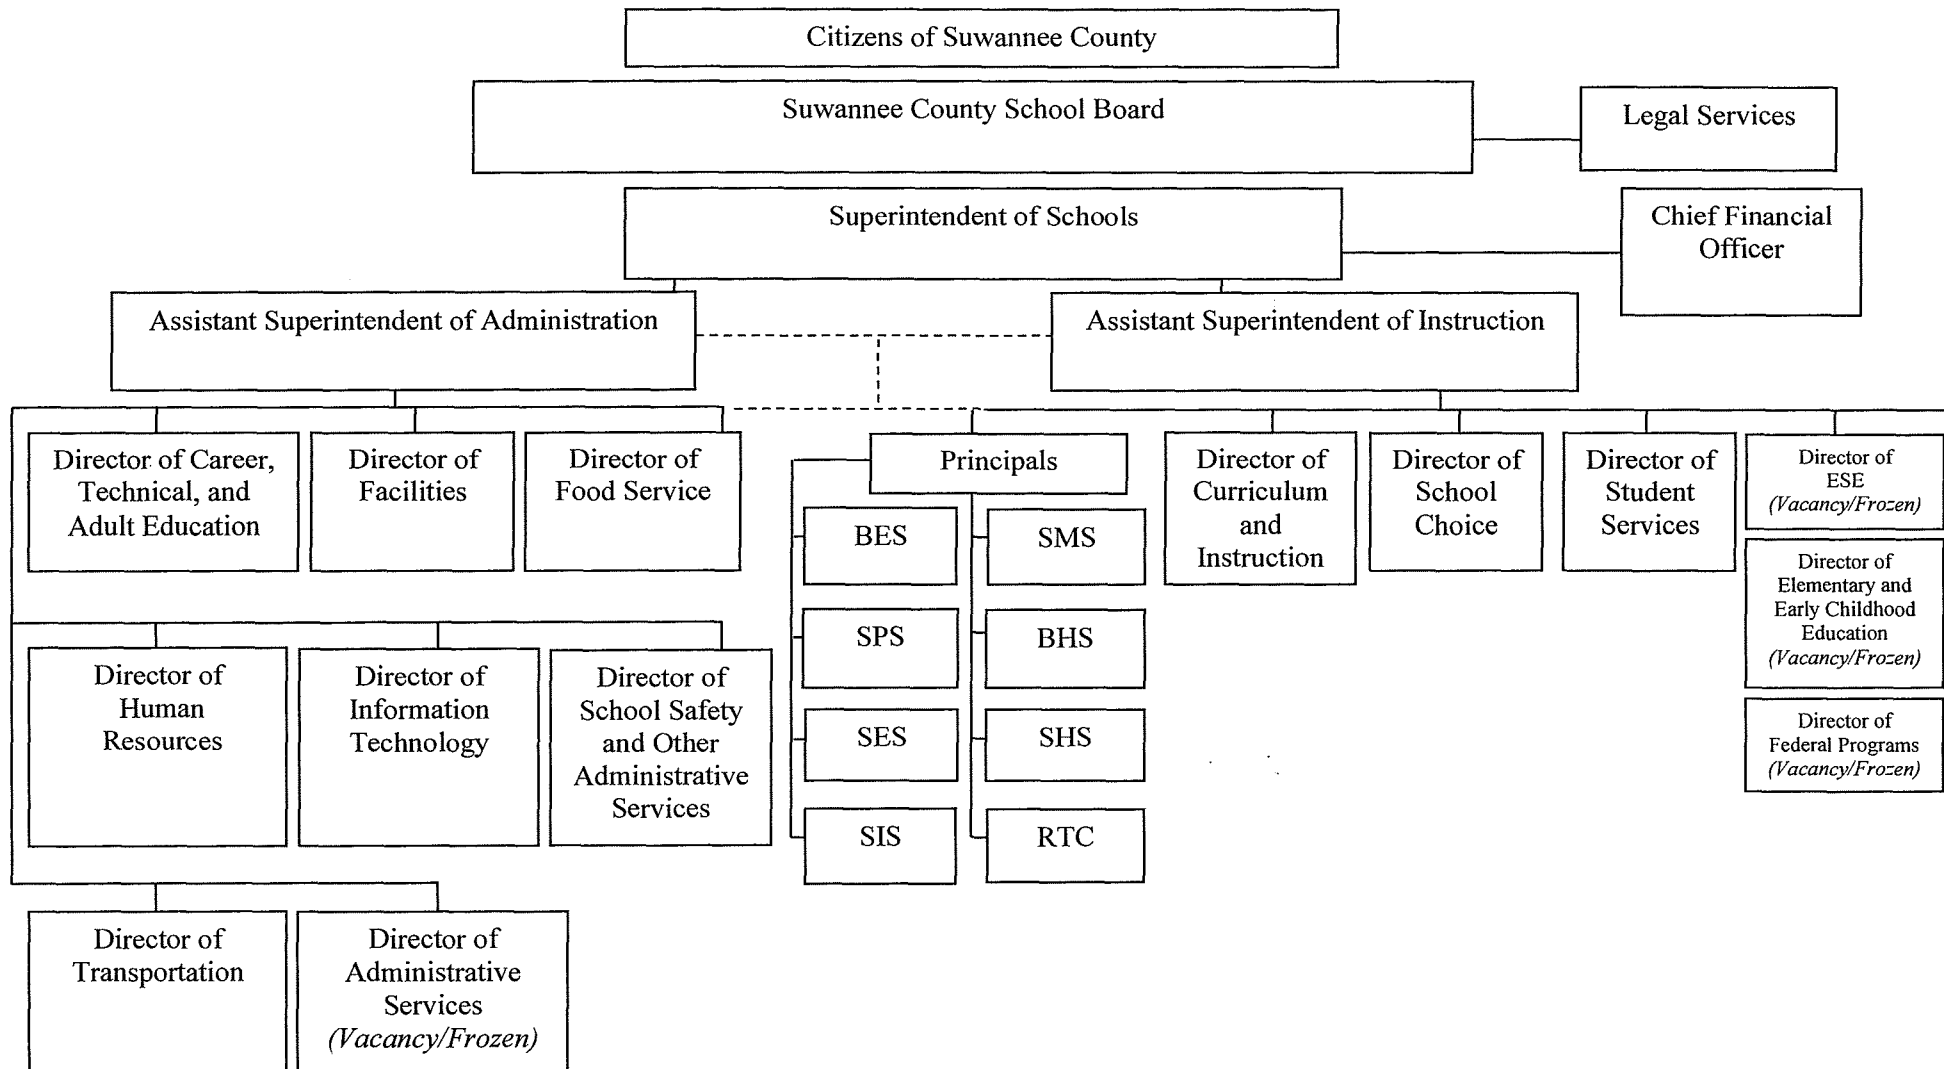 Citizens of Suwannee County
Suwannee County School Board
Legal Services
Superintendent of Schools
Chief Financial
Officer
Assistant Superintendent of Administration
Assistant Superintendent of Instruction
Director of Career,
Technical, and
Adult Education
Director of
Facilities
Director of
Food Service
Principals
Director of
Curriculum
and
Instruction
Director of
School
Choice
Director of
Student
Services
Director of
ESE
(Vacancy/Frozen)
BES
SMS
Director of
Elementary and
Early Childhood
Education
(Vacancy/Frozen)
SPS
BHS
Director of
Human
Resources
Director of
Information
Technology
Director of
School Safety
and Other
Administrative
Services
SES
SHS
Director of
Federal Programs
(Vacancy/Frozen)
SIS
RTC
Director of
Transportation
Director of
Administrative
Services
(Vacancy/Frozen)